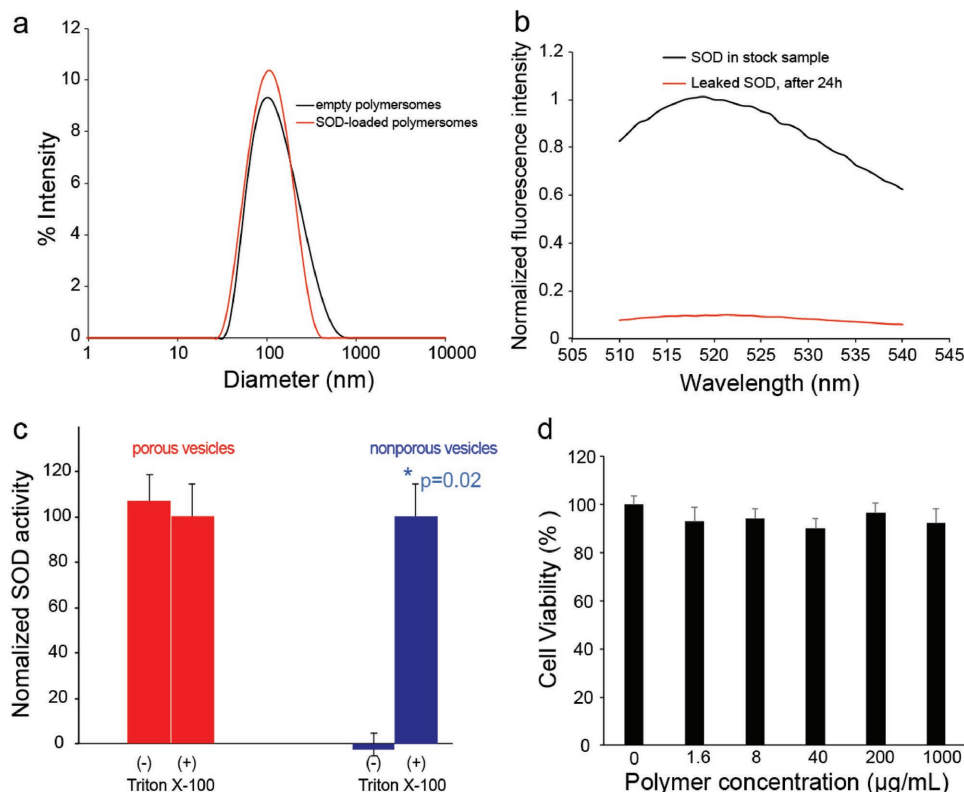 a
12
10
8
6
4
2
0
% Intensity
empty polymersomes
SOD-loaded polymersomes
1 10 100 1000 10000
Diameter (nm)
b
1.2
1
0.8
0.6
0.4
0.2
0
Normalized fluorescence intensity
SOD in stock sample
Leaked SOD, after 24h
505 510 515 520 525 530 535 540 545
Wavelength (nm)
c
porous vesicles
nonporous vesicles
* p=0.02
120
100
80
60
40
20
0
Nomalized SOD activity
(-) (+)
Triton X-100
(-) (+)
Triton X-100
d
120
100
80
60
40
20
0
Cell Viability (% )
0 1.6 8 40 200 1000
Polymer concentration (µg/mL)